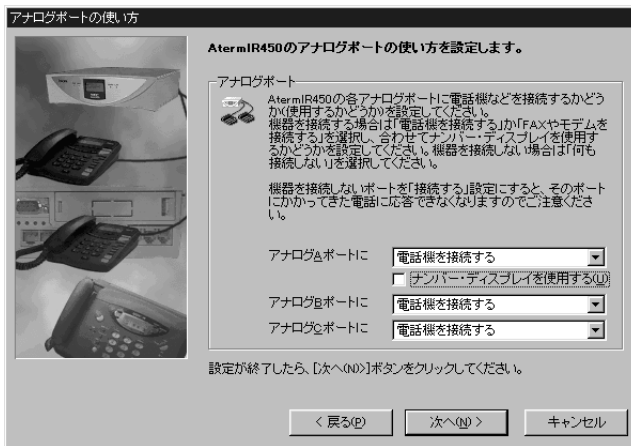 アナログポートの使い方
AtermIR450のアナログポートの使い方を設定します。
アナログポート
AtermIR450の各アナログポートに電話機などを接続するかどう
か(使用するかどうか)を設定してください。
機器を接続する場合は「電話機を接続する」か「FAXやモデムを
接続する」を選択し、合わせてナンバー・ディスプレイを使用す
るかどうかを設定してください。機器を接続しない場合は「何も
接続しない」を選択してください。
機器を接続しないポートを「接続する」設定にすると、そのポート
にかかってきた電話に応答できなくなりますのでご注意くださ
い。
アナログAポートに 電話機を接続する
ナンバー・ディスプレイを使用する(U)
アナログBポートに 電話機を接続する
アナログCポートに 電話機を接続する
設定が終了したら、[次へ(N)>]ボタンをクリックしてください。
< 戻る(P) 次へ(N) > キャンセル